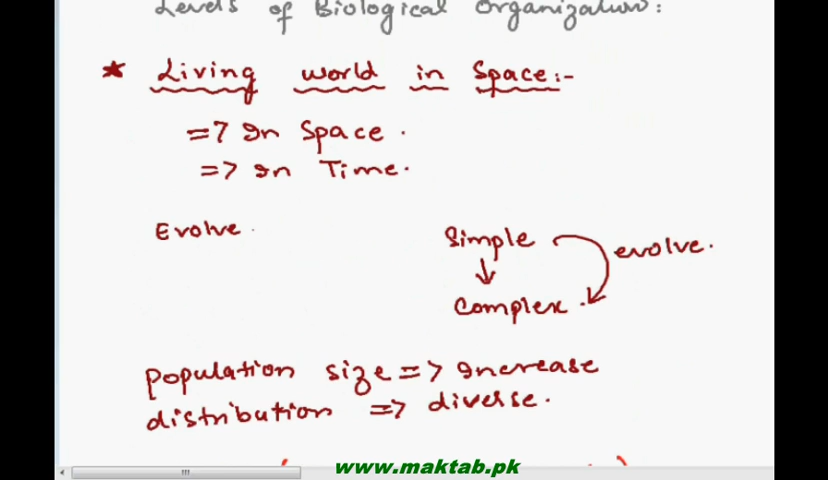 Levels of Biological Organization:
* Living world in Space:-
=> In Space.
=> In Time.
Evolve.
Simple
evolve.
↓
Complex.
Population size => Increase
distribution => diverse.
www.maktab.pk